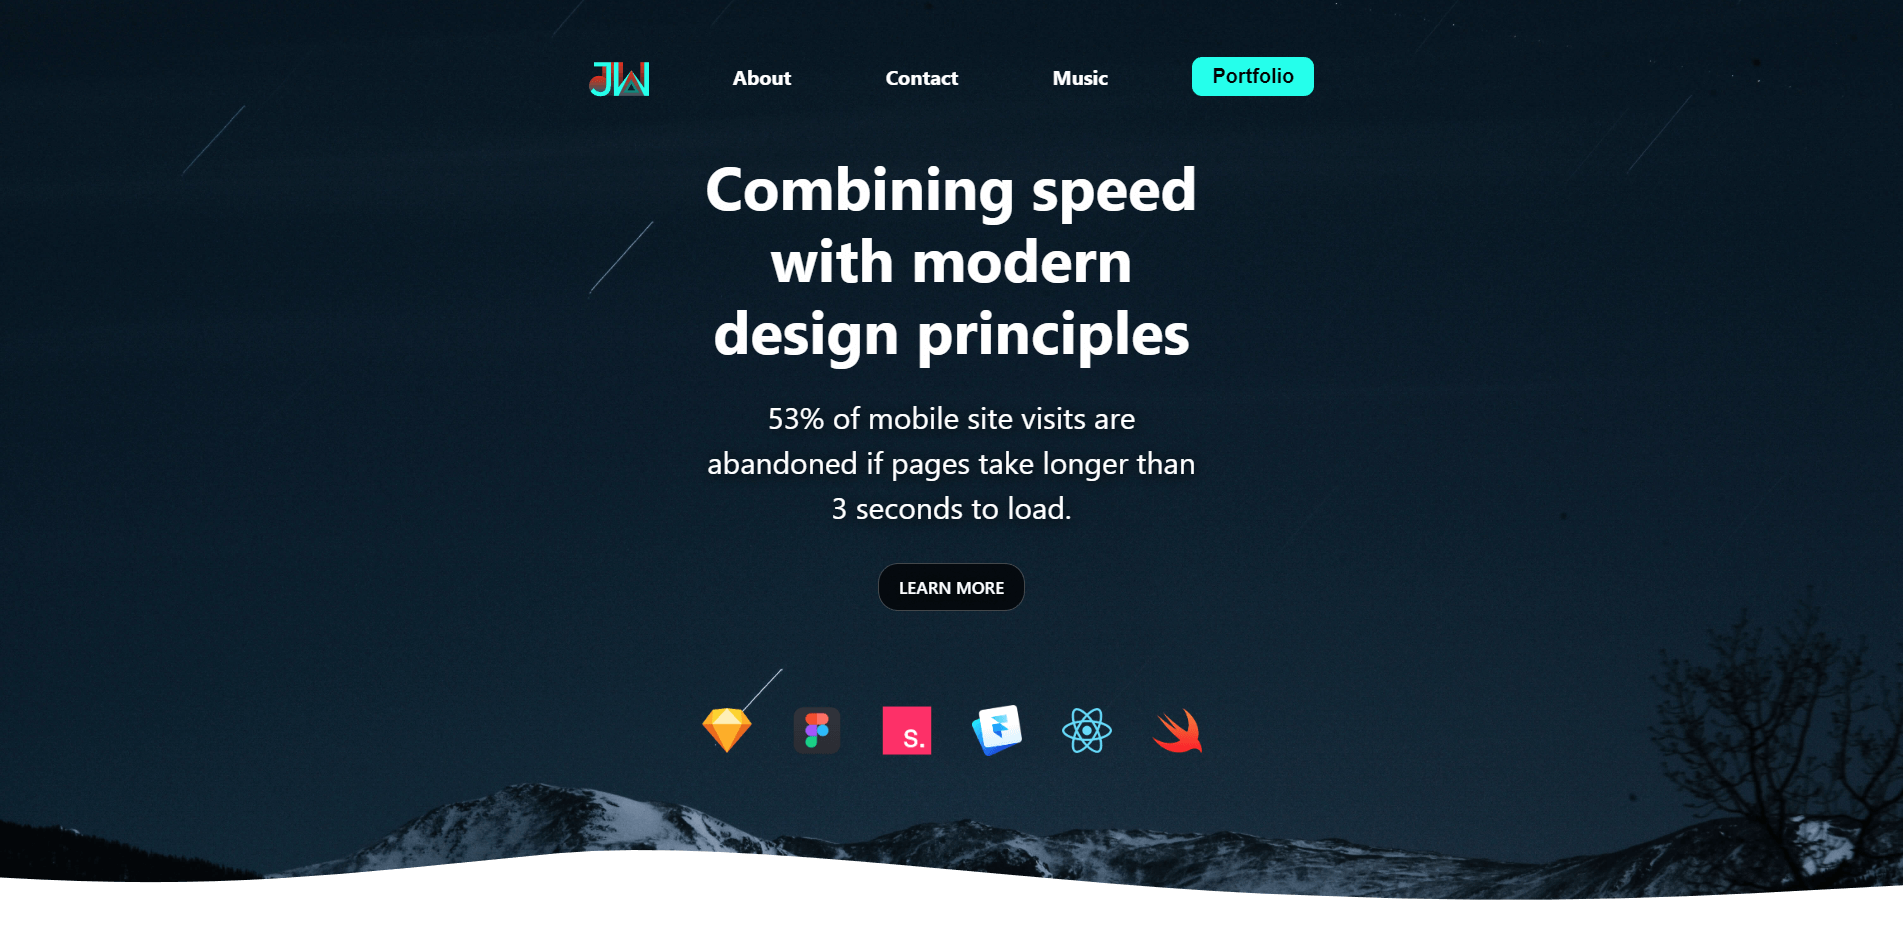 JW
About
Contact
Music
Portfolio
Combining speed
with modern
design principles
53% of mobile site visits are
abandoned if pages take longer than
3 seconds to load.
LEARN MORE
s.